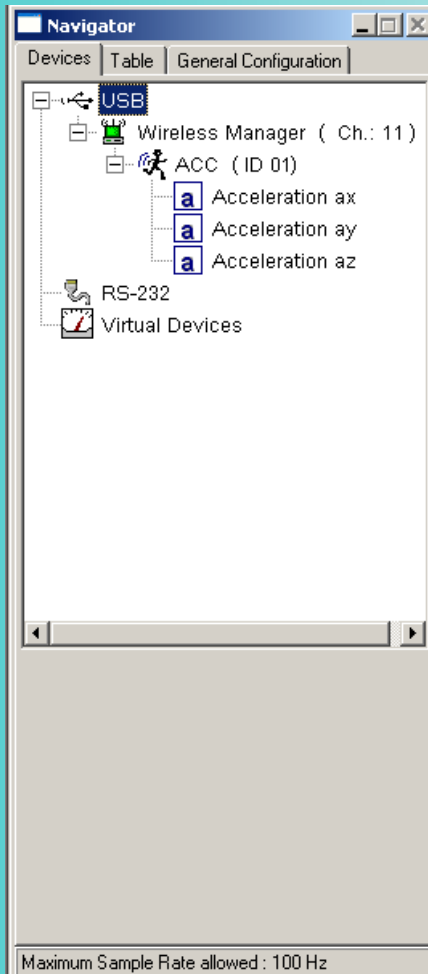 Navigator
Devices Table General Configuration
USB
Wireless Manager ( Ch.: 11 )
ACC ( ID 01)
a Acceleration ax
a Acceleration ay
a Acceleration az
RS-232
Virtual Devices
Maximum Sample Rate allowed : 100 Hz